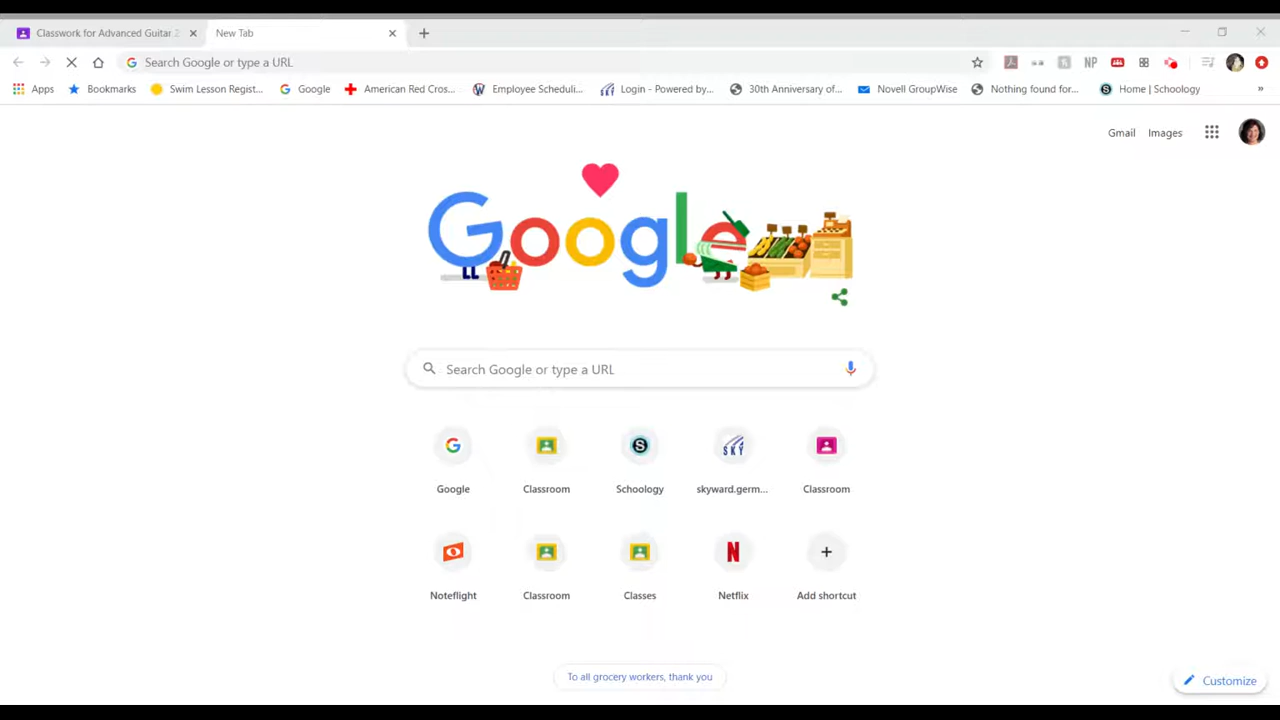 Classwork for Advanced Guitar 2
New Tab
Search Google or type a URL
Apps Bookmarks Swim Lesson Regist... Google American Red Cros... Employee Scheduli... Login - Powered by... 30th Anniversary of... Novell GroupWise Nothing found for... Home | Schoology »
Gmail Images
Google
Search Google or type a URL
G S SKY
Google Classroom Schoology skyward.germ... Classroom
N
Noteflight Classroom Classes Netflix Add shortcut
To all grocery workers, thank you
Customize
NP